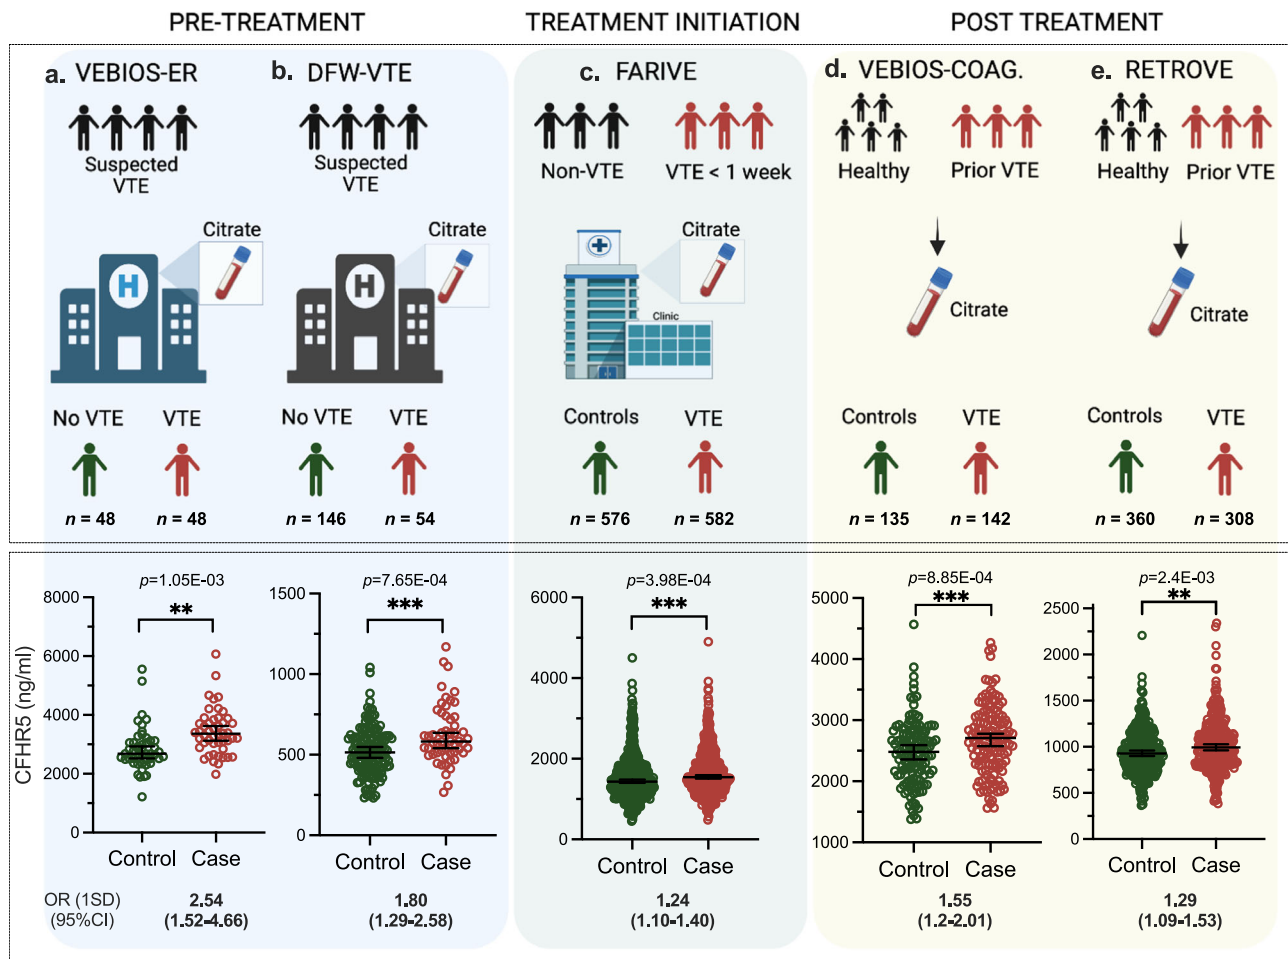 PRE-TREATMENT
TREATMENT INITIATION
POST TREATMENT
a. VEBIOS-ER
Suspected
VTE
Citrate
H
No VTE
VTE
n = 48
n = 48
b. DFW-VTE
Suspected
VTE
Citrate
H
No VTE
VTE
n = 146
n = 54
c. FARIVE
Non-VTE
VTE < 1 week
Citrate
Clinic
H
Controls
VTE
n = 576
n = 582
d. VEBIOS-COAG.
Healthy
Prior VTE
Citrate
Controls
VTE
n = 135
n = 142
e. RETROVE
Healthy
Prior VTE
Citrate
Controls
VTE
n = 360
n = 308
CFHR5 (ng/ml)
p=1.05E-03
**
8000
6000
4000
2000
0
Control
Case
p=7.65E-04
***
1500
1000
500
0
Control
Case
p=3.98E-04
***
6000
4000
2000
0
Control
Case
p=8.85E-04
***
5000
4000
3000
2000
1000
Control
Case
p=2.4E-03
**
2500
2000
1500
1000
500
0
Control
Case
OR (1SD)
(95%CI)
2.54
(1.52-4.66)
1.80
(1.29-2.58)
1.24
(1.10-1.40)
1.55
(1.2-2.01)
1.29
(1.09-1.53)